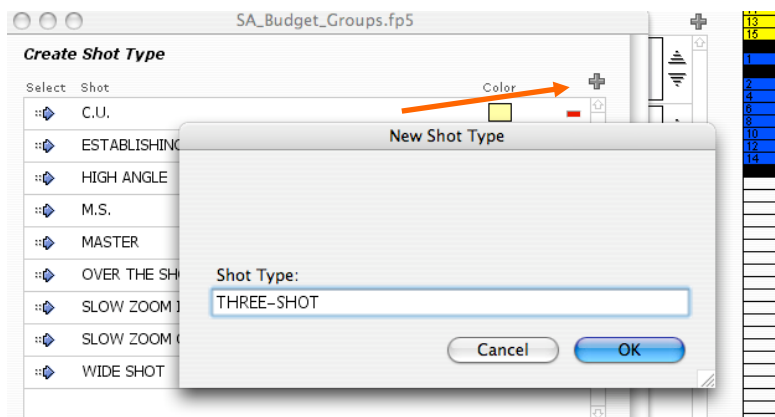 SA_Budget_Groups.fp5
Create Shot Type
Select Shot Color
C.U.
New Shot Type
ESTABLISHING
HIGH ANGLE
M.S.
MASTER
OVER THE SH
Shot Type:
THREE-SHOT
SLOW ZOOM
SLOW ZOOM
Cancel OK
WIDE SHOT
13
15
1
2
4
6
8
10
12
14